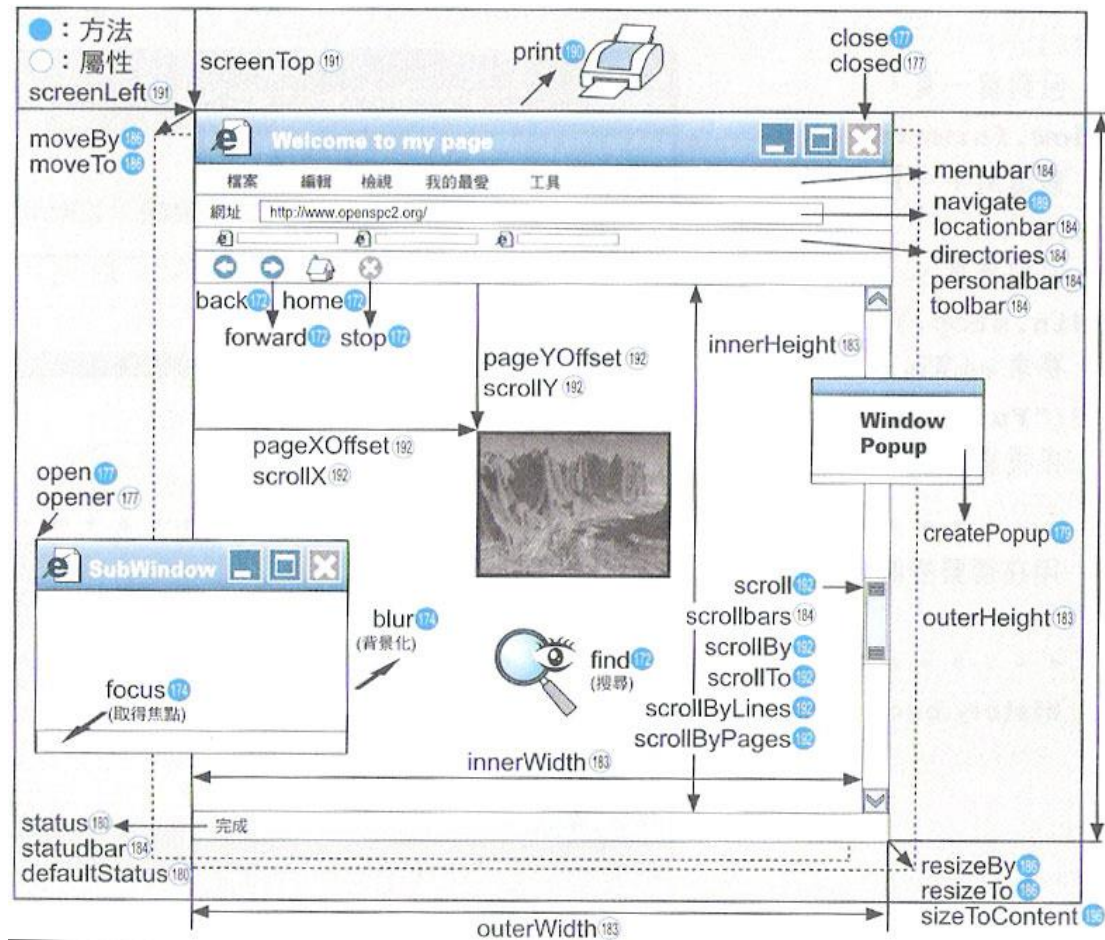 ：方法
：屬性
screenLeft 191
screenTop 191
print 190
close 177
closed 177
moveBy 186
moveTo 186
Welcome to my page
檔案 編輯 檢視 我的最愛 工具
網址 http://www.openspc2.org/
menubar 184
navigate 189
locationbar 184
directories 184
personalbar 184
toolbar 184
back 172 home 172
forward 172 stop 172
pageYOffset 192
scrollY 192
innerHeight 183
Window
Popup
createPopup 179
pageXOffset 192
scrollX 192
open 177
opener 177
SubWindow
blur 174
(背景化)
focus 174
(取得焦點)
find 172
(搜尋)
scroll 192
scrollbars 184
scrollBy 192
scrollTo 192
scrollByLines 192
scrollByPages 192
outerHeight 183
innerWidth 183
status 180
statudbar 184
defaultStatus 180
完成
resizeBy 186
resizeTo 186
sizeToContent 196
outerWidth 183